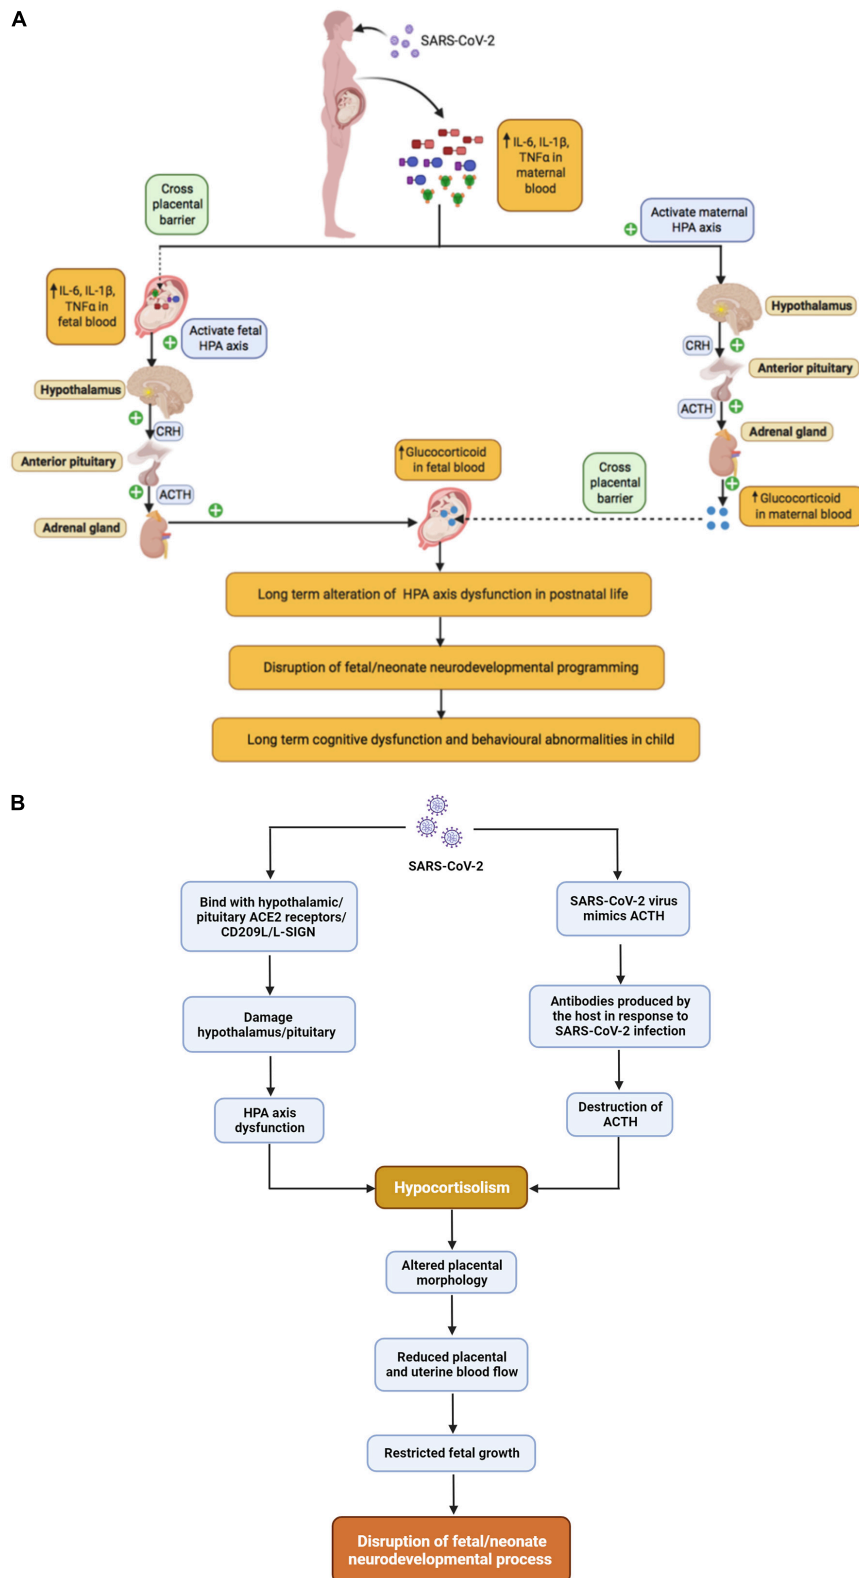 A
SARS-CoV-2
↑ IL-6, IL-1β,
TNFα in
maternal
blood
Cross
placental
barrier
Activate maternal
HPA axis
↑ IL-6, IL-1β,
TNFα in
fetal blood
Activate fetal
HPA axis
Hypothalamus
CRH
Anterior pituitary
ACTH
Adrenal gland
Hypothalamus
CRH
Anterior pituitary
ACTH
Adrenal gland
↑ Glucocorticoid
in maternal blood
Cross
placental
barrier
↑ Glucocorticoid
in fetal blood
Long term alteration of HPA axis dysfunction in postnatal life
Disruption of fetal/neonate neurodevelopmental programming
Long term cognitive dysfunction and behavioural abnormalities in child
B
SARS-CoV-2
Bind with hypothalamic/
pituitary ACE2 receptors/
CD209L/L-SIGN
Damage
hypothalamus/pituitary
HPA axis
dysfunction
SARS-CoV-2 virus
mimics ACTH
Antibodies produced by
the host in response to
SARS-CoV-2 infection
Destruction of
ACTH
Hypocortisolism
Altered placental
morphology
Reduced placental
and uterine blood flow
Restricted fetal growth
Disruption of fetal/neonate
neurodevelopmental process